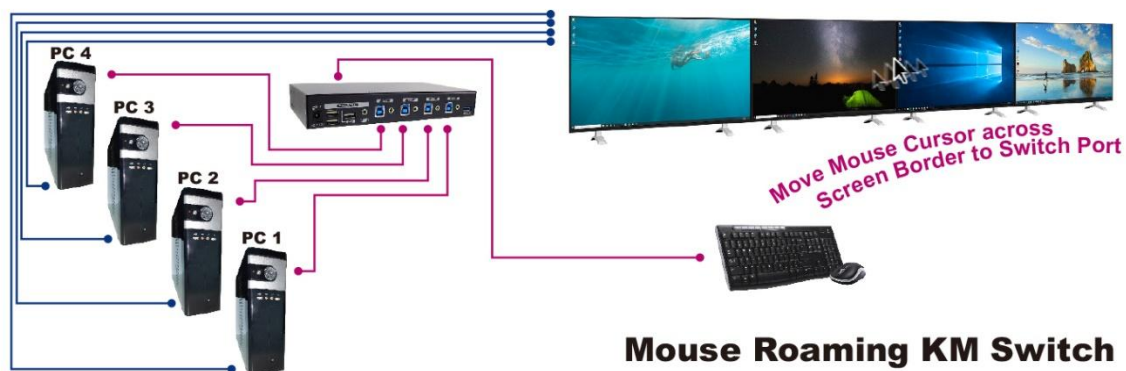 PC 4
PC 3
PC 2
PC 1
Move Mouse Cursor across
Screen Border to Switch Port
Mouse Roaming KM Switch